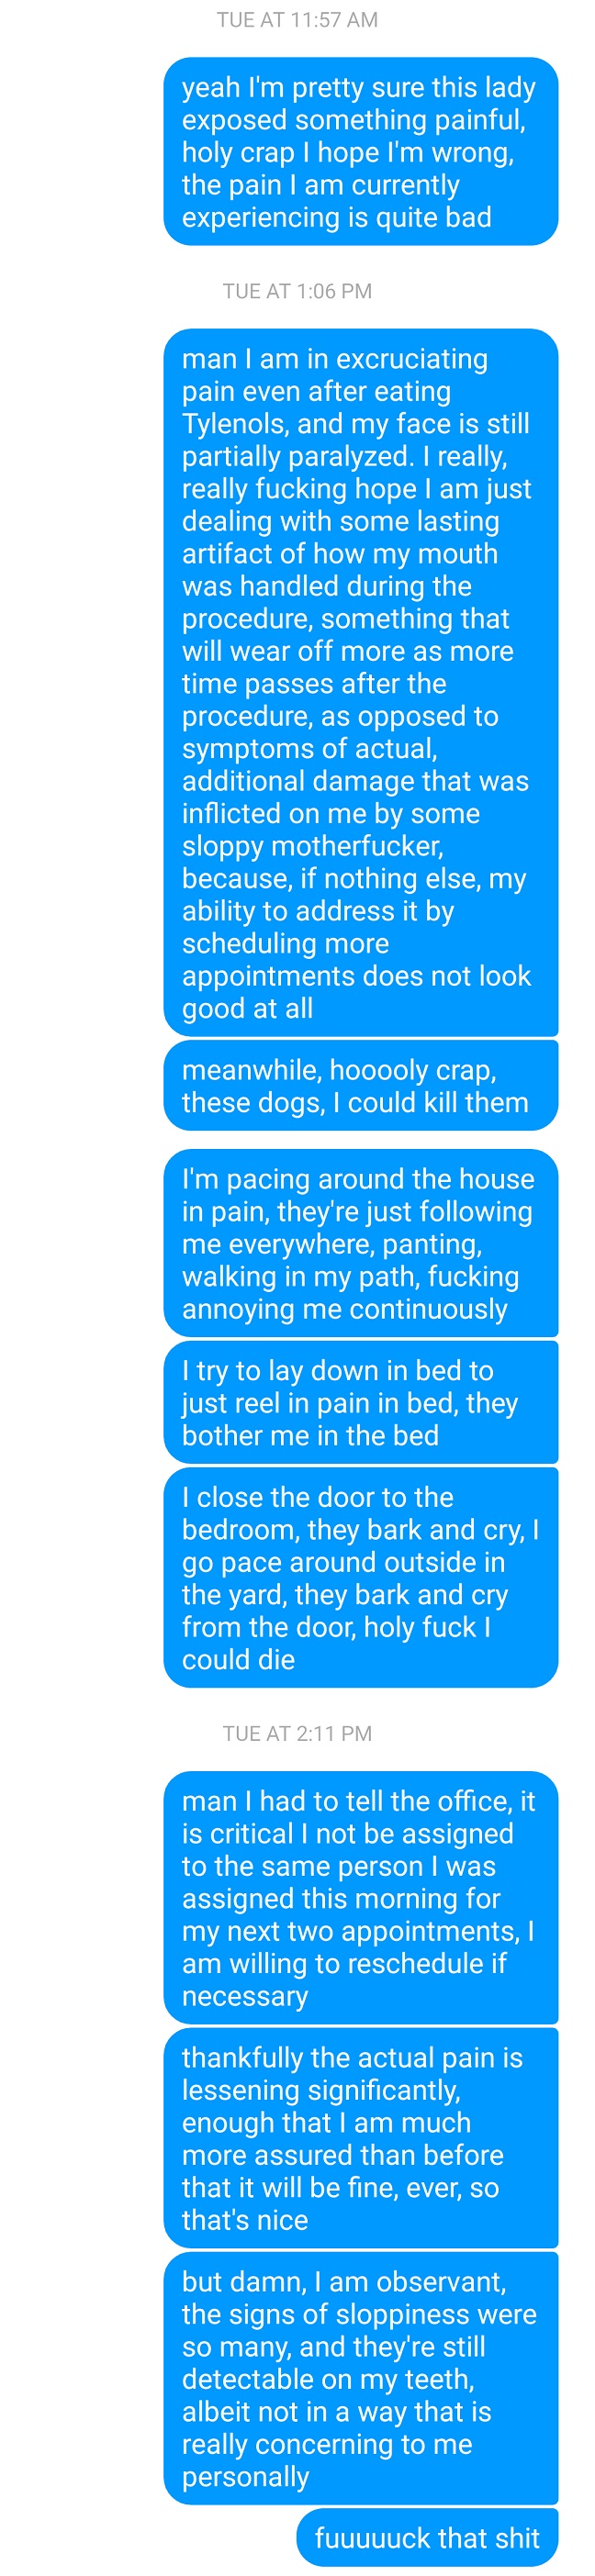 TUE AT 11:57 AM
yeah I'm pretty sure this lady
exposed something painful,
holy crap I hope I'm wrong,
the pain I am currently
experiencing is quite bad
TUE AT 1:06 PM
man I am in excruciating
pain even after eating
Tylenols, and my face is still
partially paralyzed. I really,
really fucking hope I am just
dealing with some lasting
artifact of how my mouth
was handled during the
procedure, something that
will wear off more as more
time passes after the
procedure, as opposed to
symptoms of actual,
additional damage that was
inflicted on me by some
sloppy motherfucker,
because, if nothing else, my
ability to address it by
scheduling more
appointments does not look
good at all
meanwhile, hooooly crap,
these dogs, I could kill them
I'm pacing around the house
in pain, they're just following
me everywhere, panting,
walking in my path, fucking
annoying me continuously
I try to lay down in bed to
just reel in pain in bed, they
bother me in the bed
I close the door to the
bedroom, they bark and cry, I
go pace around outside in
the yard, they bark and cry
from the door, holy fuck I
could die
TUE AT 2:11 PM
man I had to tell the office, it
is critical I not be assigned
to the same person I was
assigned this morning for
my next two appointments, I
am willing to reschedule if
necessary
thankfully the actual pain is
lessening significantly,
enough that I am much
more assured than before
that it will be fine, ever, so
that's nice
but damn, I am observant,
the signs of sloppiness were
so many, and they're still
detectable on my teeth,
albeit not in a way that is
really concerning to me
personally
fuuuuuck that shit